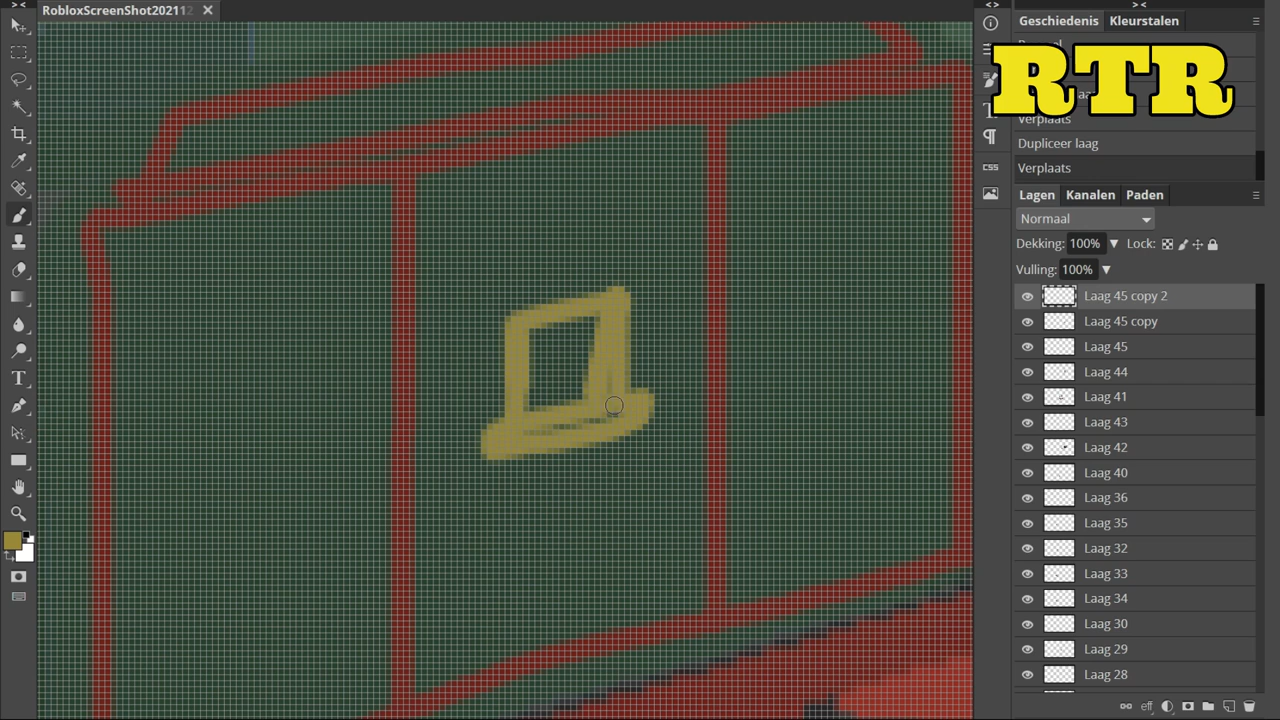 RobloxScreenShot202112
Geschiedenis Kleurstalen
RTR
Verplaats
Dupliceer laag
Verplaats
CSS
Lagen Kanalen Paden
Normaal
Dekking: 100% Lock:
Vulling: 100%
Laag 45 copy 2
Laag 45 copy
Laag 45
Laag 44
Laag 41
Laag 43
Laag 42
Laag 40
Laag 36
Laag 35
Laag 32
Laag 33
Laag 34
Laag 30
Laag 29
Laag 28
eff